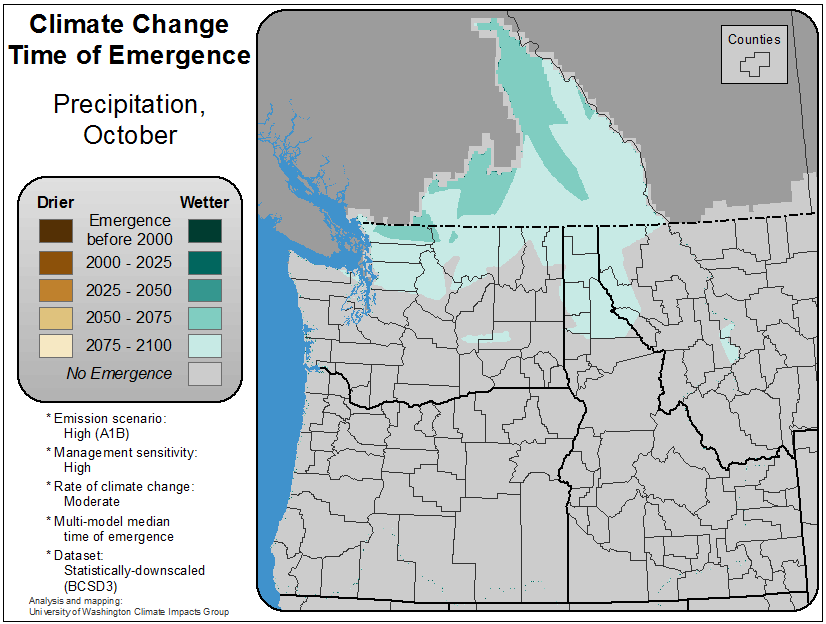 Climate Change
Time of Emergence
Precipitation,
October
Drier
Wetter
Emergence
before 2000
2000 - 2025
2025 - 2050
2050 - 2075
2075 - 2100
No Emergence
* Emission scenario:
High (A1B)
* Management sensitivity:
High
* Rate of climate change:
Moderate
* Multi-model median
time of emergence
* Dataset:
Statistically-downscaled
(BCSD3)
Analysis and mapping:
University of Washington Climate Impacts Group
Counties